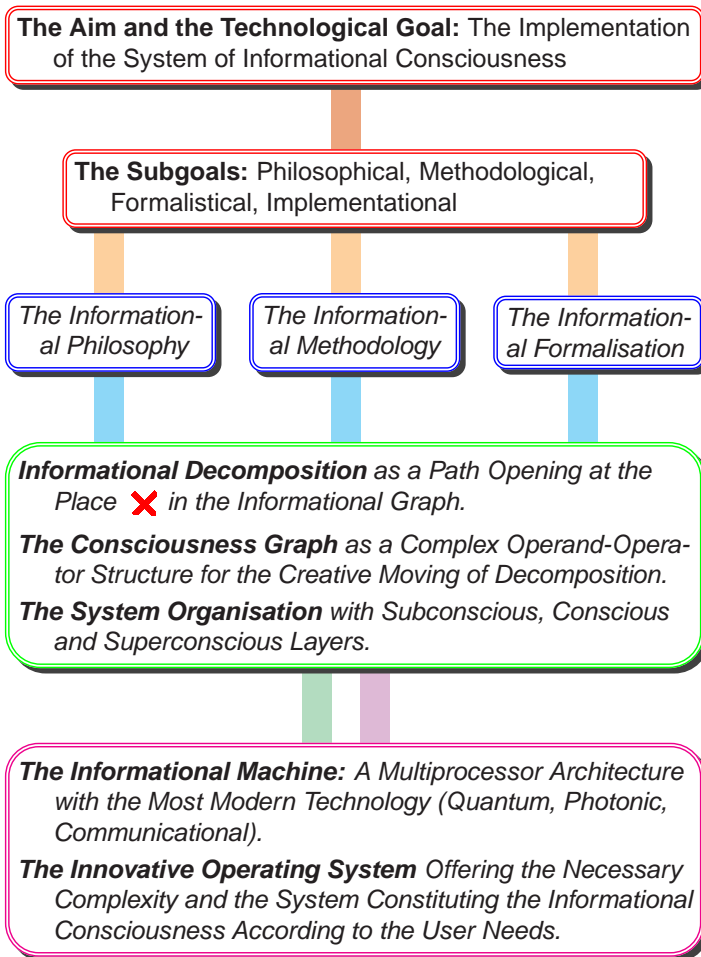 The Aim and the Technological Goal: The Implementation
of the System of Informational Consciousness
The Subgoals: Philosophical, Methodological,
Formalistical, Implementational
The Information-
al Philosophy
The Information-
al Methodology
The Information-
al Formalisation
Informational Decomposition as a Path Opening at the
Place ❌ in the Informational Graph.
The Consciousness Graph as a Complex Operand-Opera-
tor Structure for the Creative Moving of Decomposition.
The System Organisation with Subconscious, Conscious
and Superconscious Layers.
The Informational Machine: A Multiprocessor Architecture
with the Most Modern Technology (Quantum, Photonic,
Communicational).
The Innovative Operating System Offering the Necessary
Complexity and the System Constituting the Informational
Consciousness According to the User Needs.